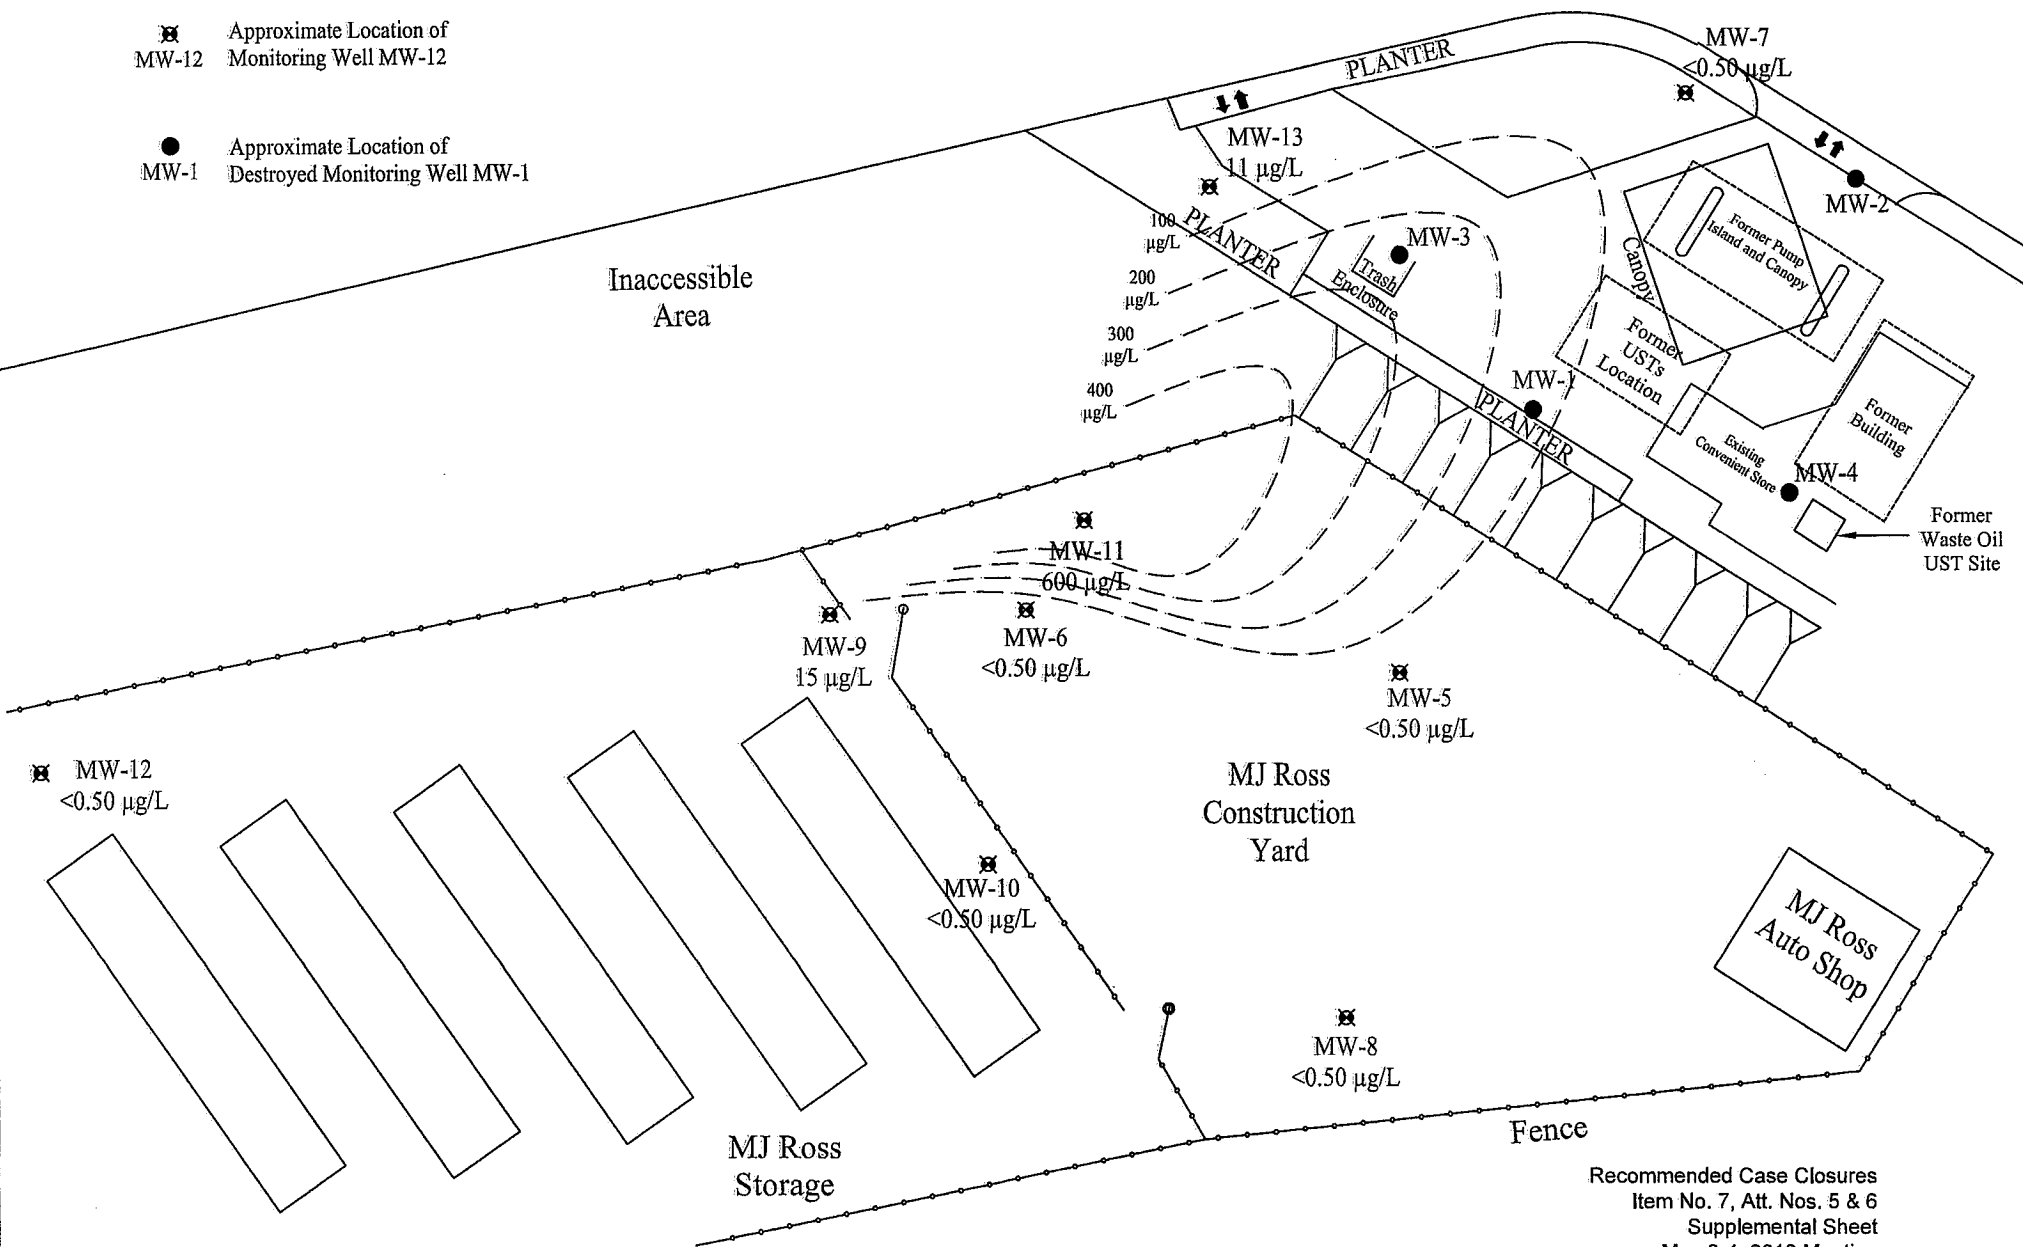 Approximate Location of
MW-12 Monitoring Well MW-12
Approximate Location of
MW-1 Destroyed Monitoring Well MW-1
MW-7
<0.50 µg/L
PLANTER
MW-13
11 µg/L
MW-2
100
µg/L
PLANTER
MW-3
Trash
Enclosure
Canopy
Former Pump
Island and Canopy
Inaccessible
Area
200
µg/L
300
µg/L
400
µg/L
Former
USTs
Location
MW-1
PLANTER
Former
Building
Existing
Convenient Store
MW-4
Former
Waste Oil
UST Site
MW-11
600 µg/L
MW-9
15 µg/L
MW-6
<0.50 µg/L
MW-5
<0.50 µg/L
MW-12
<0.50 µg/L
MJ Ross
Construction
Yard
MW-10
<0.50 µg/L
MJ Ross
Auto Shop
MW-8
<0.50 µg/L
Fence
MJ Ross
Storage
Recommended Case Closures
Item No. 7, Att. Nos. 5 & 6
Supplemental Sheet